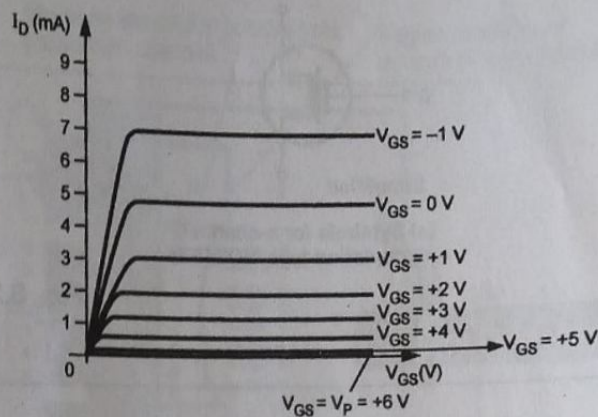 I_D (mA)
9
8
7
6
5
4
3
2
1
0
V_GS = –1 V
V_GS = 0 V
V_GS = +1 V
V_GS = +2 V
V_GS = +3 V
V_GS = +4 V
V_GS = +5 V
V_GS(V)
V_GS = V_P = +6 V